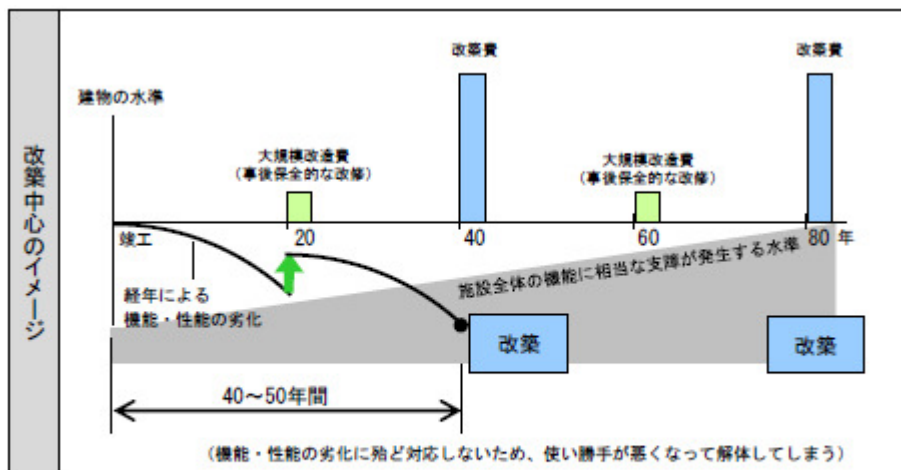 改築中心のイメージ
改築費
改築費
建物の水準
大規模改造費
（事後保全的な改修）
大規模改造費
（事後保全的な改修）
竣工
20
40
60
80 年
施設全体の機能に相当な支障が発生する水準
経年による
機能・性能の劣化
改築
改築
40～50年間
（機能・性能の劣化に殆ど対応しないため、使い勝手が悪くなって解体してしまう）